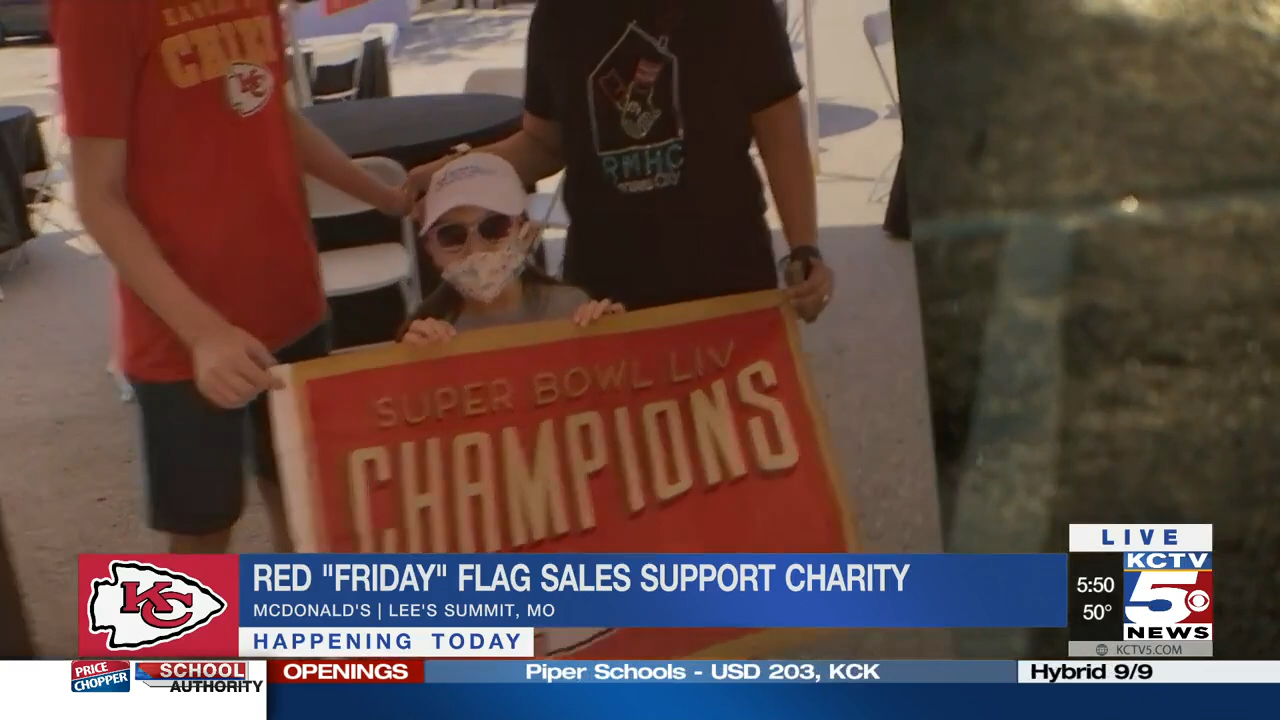 CHIEFS
KC
RMHC
SUPER BOWL LIV
CHAMPIONS
LIVE
KCTV
5
NEWS
5:50
50°
KCTV5.COM
KC
RED "FRIDAY" FLAG SALES SUPPORT CHARITY
MCDONALD'S | LEE'S SUMMIT, MO
HAPPENING TODAY
PRICE
CHOPPER
SCHOOL
AUTHORITY
OPENINGS
Piper Schools - USD 203, KCK
Hybrid 9/9